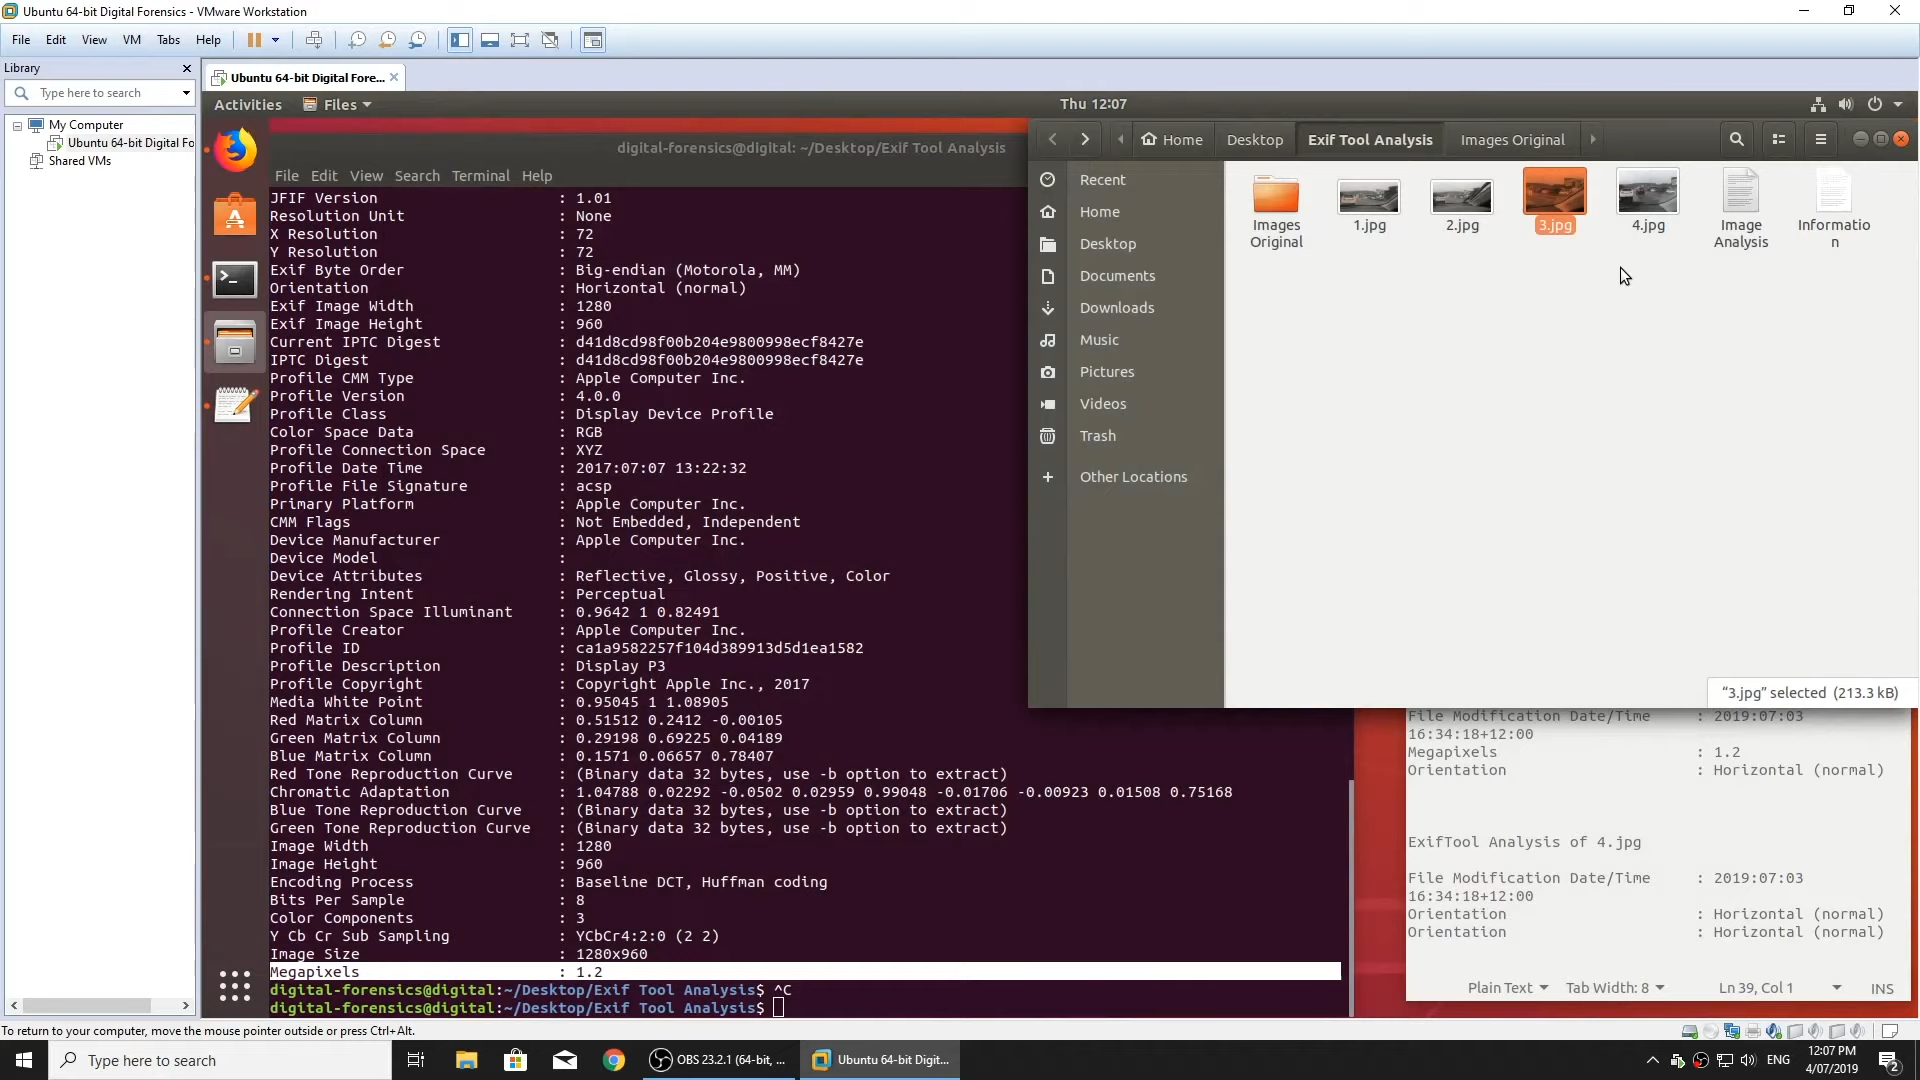 Ubuntu 64-bit Digital Forensics - VMware Workstation
File Edit View VM Tabs Help
Library
Type here to search
My Computer
Ubuntu 64-bit Digital Fo
Shared VMs
Ubuntu 64-bit Digital Fore...
Activities Files Thu 12:07
digital-forensics@digital: ~/Desktop/Exif Tool Analysis
File Edit View Search Terminal Help
JFIF Version : 1.01
Resolution Unit : None
X Resolution : 72
Y Resolution : 72
Exif Byte Order : Big-endian (Motorola, MM)
Orientation : Horizontal (normal)
Exif Image Width : 1280
Exif Image Height : 960
Current IPTC Digest : d41d8cd98f00b204e9800998ecf8427e
IPTC Digest : d41d8cd98f00b204e9800998ecf8427e
Profile CMM Type : Apple Computer Inc.
Profile Version : 4.0.0
Profile Class : Display Device Profile
Color Space Data : RGB
Profile Connection Space : XYZ
Profile Date Time : 2017:07:07 13:22:32
Profile File Signature : acsp
Primary Platform : Apple Computer Inc.
CMM Flags : Not Embedded, Independent
Device Manufacturer : Apple Computer Inc.
Device Model :
Device Attributes : Reflective, Glossy, Positive, Color
Rendering Intent : Perceptual
Connection Space Illuminant : 0.9642 1 0.82491
Profile Creator : Apple Computer Inc.
Profile ID : ca1a9582257f104d389913d5d1ea1582
Profile Description : Display P3
Profile Copyright : Copyright Apple Inc., 2017
Media White Point : 0.95045 1 1.08905
Red Matrix Column : 0.51512 0.2412 -0.00105
Green Matrix Column : 0.29198 0.69225 0.04189
Blue Matrix Column : 0.1571 0.06657 0.78407
Red Tone Reproduction Curve : (Binary data 32 bytes, use -b option to extract)
Chromatic Adaptation : 1.04788 0.02292 -0.0502 0.02959 0.99048 -0.01706 -0.00923 0.01508 0.75168
Blue Tone Reproduction Curve : (Binary data 32 bytes, use -b option to extract)
Green Tone Reproduction Curve : (Binary data 32 bytes, use -b option to extract)
Image Width : 1280
Image Height : 960
Encoding Process : Baseline DCT, Huffman coding
Bits Per Sample : 8
Color Components : 3
Y Cb Cr Sub Sampling : YCbCr4:2:0 (2 2)
Image Size : 1280x960
Megapixels : 1.2
digital-forensics@digital:~/Desktop/Exif Tool Analysis$ ^C
digital-forensics@digital:~/Desktop/Exif Tool Analysis$
Home Desktop Exif Tool Analysis Images Original
Recent
Home
Desktop
Documents
Downloads
Music
Pictures
Videos
Trash
+ Other Locations
Images Original
1.jpg
2.jpg
3.jpg
4.jpg
Image Analysis
Informatio
n
"3.jpg" selected (213.3 kB)
File Modification Date/Time : 2019:07:03
16:34:18+12:00
Megapixels : 1.2
Orientation : Horizontal (normal)
ExifTool Analysis of 4.jpg
File Modification Date/Time : 2019:07:03
16:34:18+12:00
Orientation : Horizontal (normal)
Orientation : Horizontal (normal)
Plain Text Tab Width: 8 Ln 39, Col 1 INS
To return to your computer, move the mouse pointer outside or press Ctrl+Alt.
Type here to search
OBS 23.2.1 (64-bit, ...
Ubuntu 64-bit Digit...
ENG
12:07 PM
4/07/2019
2